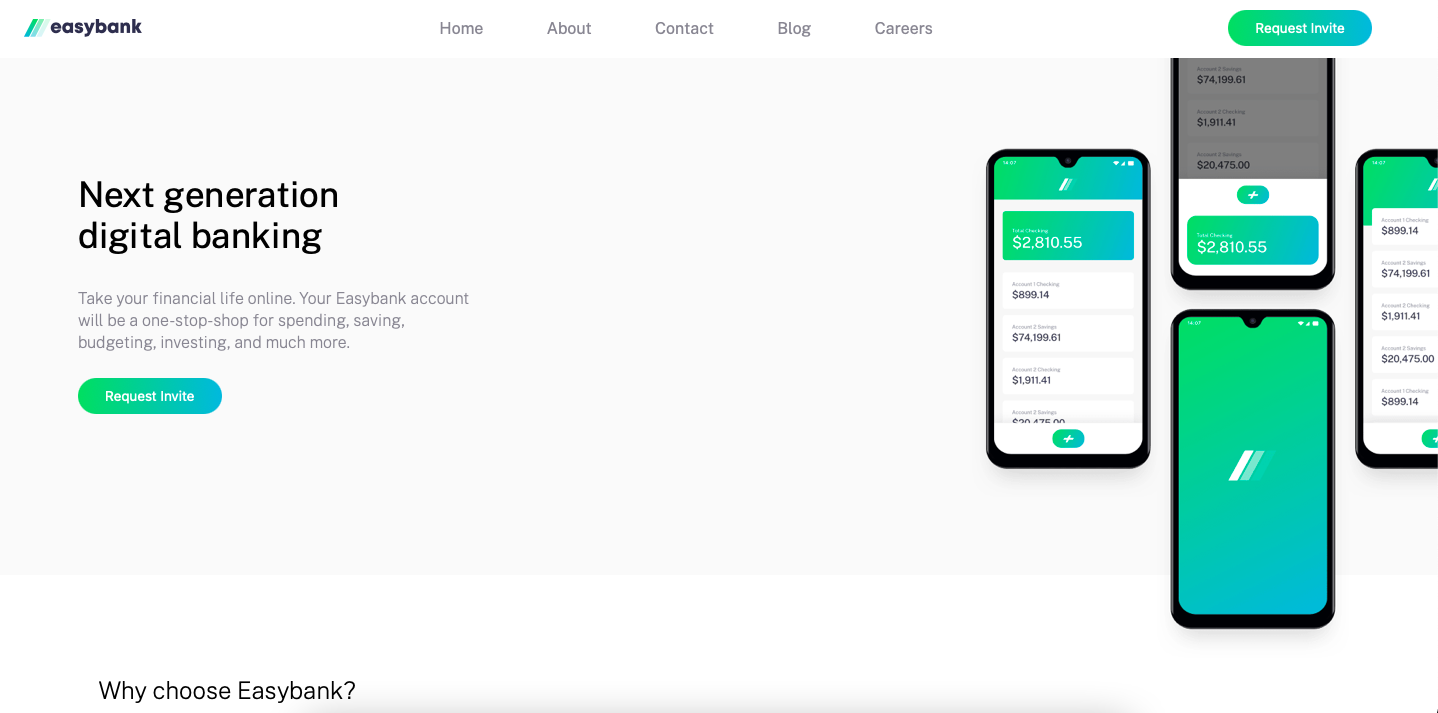 easybank
Home
About
Contact
Blog
Careers
Request Invite
Next generation
digital banking
Take your financial life online. Your Easybank account
will be a one-stop-shop for spending, saving,
budgeting, investing, and much more.
Request Invite
14:07
Total Checking
$2,810.55
Account 1 Checking
$899.14
Account 2 Savings
$74,199.61
Account 2 Checking
$1,911.41
Account 2 Savings
$20,475.00
Account 2 Savings
$74,199.61
Account 2 Checking
$1,911.41
Account 2 Savings
$20,475.00
Total Checking
$2,810.55
14:07
14:07
Account 1 Checking
$899.14
Account 2 Savings
$74,199.61
Account 2 Checking
$1,911.41
Account 2 Savings
$20,475.00
Account 1 Checking
$899.14
Why choose Easybank?